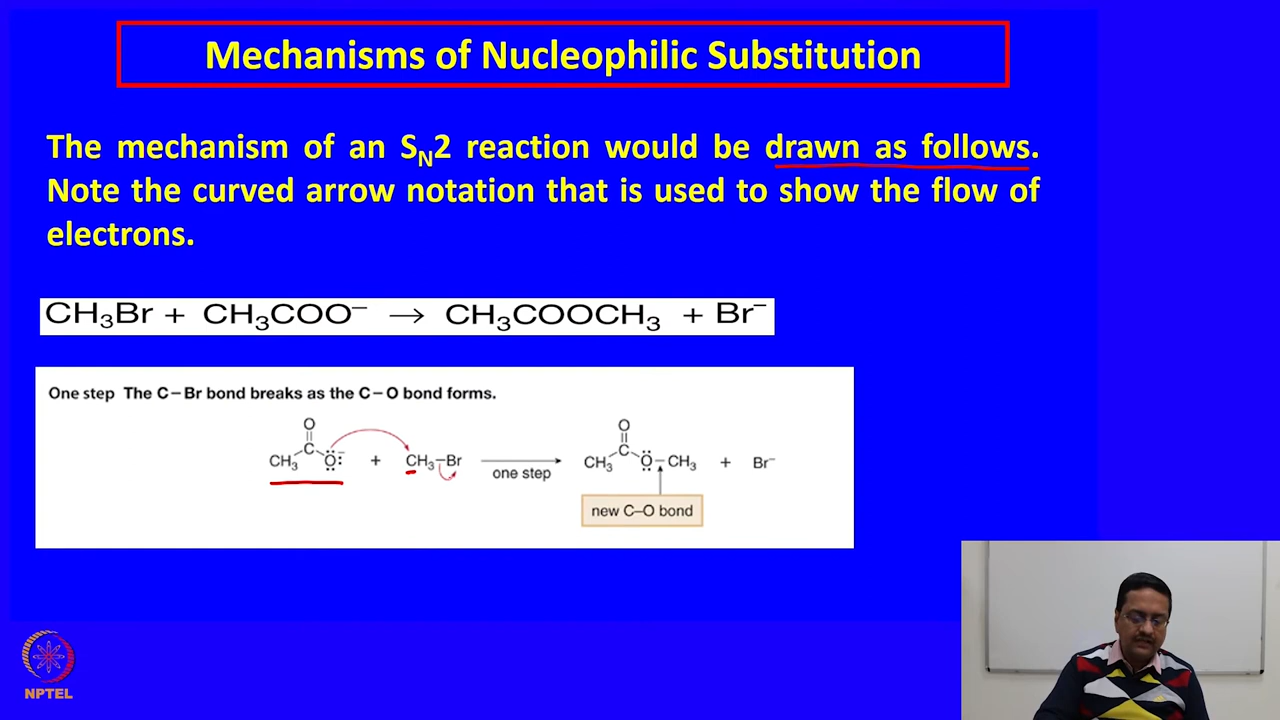 Mechanisms of Nucleophilic Substitution
The mechanism of an SN2 reaction would be drawn as follows.
Note the curved arrow notation that is used to show the flow of
electrons.
CH3Br + CH3COO− → CH3COOCH3 + Br−
One step The C−Br bond breaks as the C−O bond forms.
O O
CH3 C O:− + CH3−Br CH3 C O−CH3 + Br−
one step
new C–O bond
NPTEL